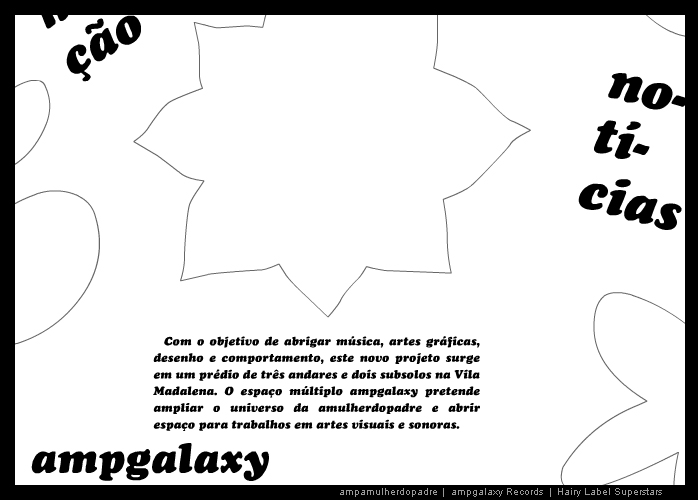 ção
no-
tí-
cias
Com o objetivo de abrigar música, artes gráficas,
desenho e comportamento, este novo projeto surge
em um prédio de três andares e dois subsolos na Vila
Madalena. O espaço múltiplo ampgalaxy pretende
ampliar o universo da amulherdopadre e abrir
espaço para trabalhos em artes visuais e sonoras.
ampgalaxy
ampamulherdopadre | ampgalaxy Records | Hairy Label Superstars